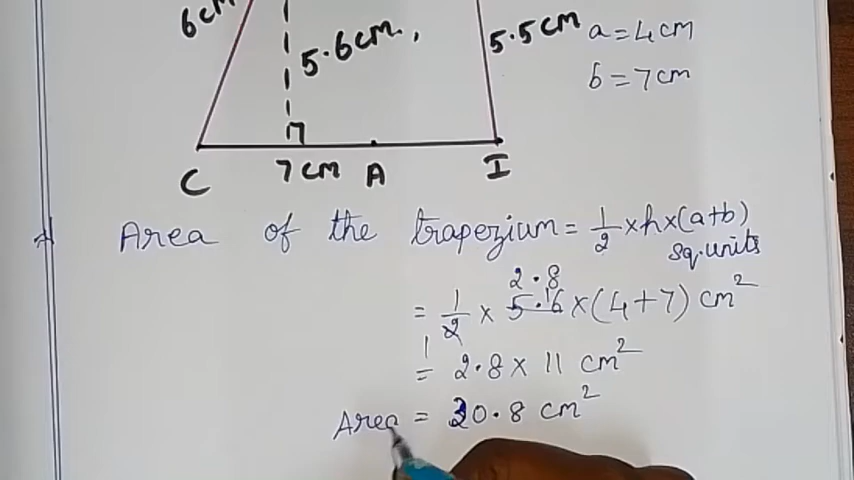 6cm
5.6cm.,
5.5cm
a=4cm
b=7cm
C 7cm A I
Area of the trapezium = 1/2 ×h×(a+b)
sq.units
2.8
= 1/2 × 5.6 ×(4+7) cm²
1
= 2.8 × 11 cm²
Area = 30.8 cm²